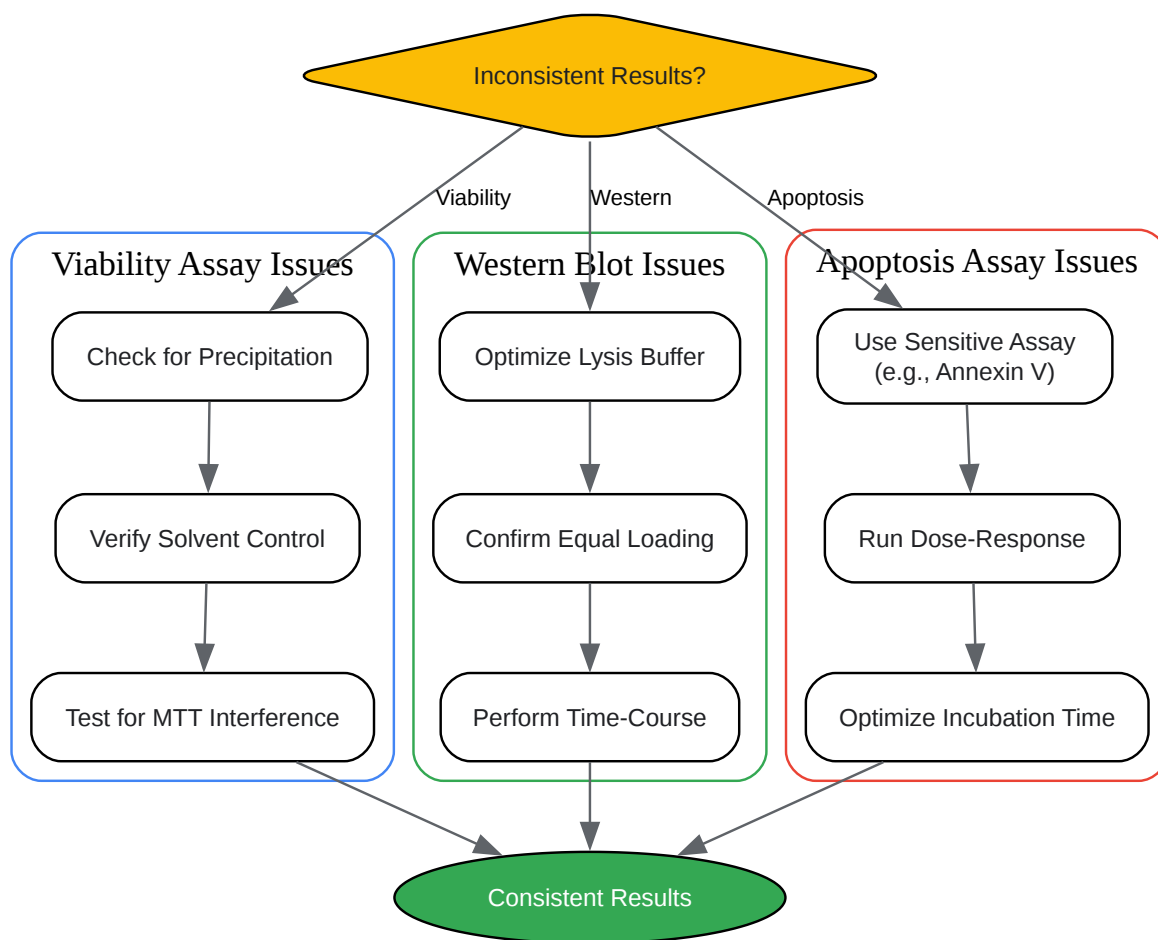 Inconsistent Results?
Viability
Western
Apoptosis
Viability Assay Issues
Check for Precipitation
Verify Solvent Control
Test for MTT Interference
Western Blot Issues
Optimize Lysis Buffer
Confirm Equal Loading
Perform Time-Course
Apoptosis Assay Issues
Use Sensitive Assay
(e.g., Annexin V)
Run Dose-Response
Optimize Incubation Time
Consistent Results